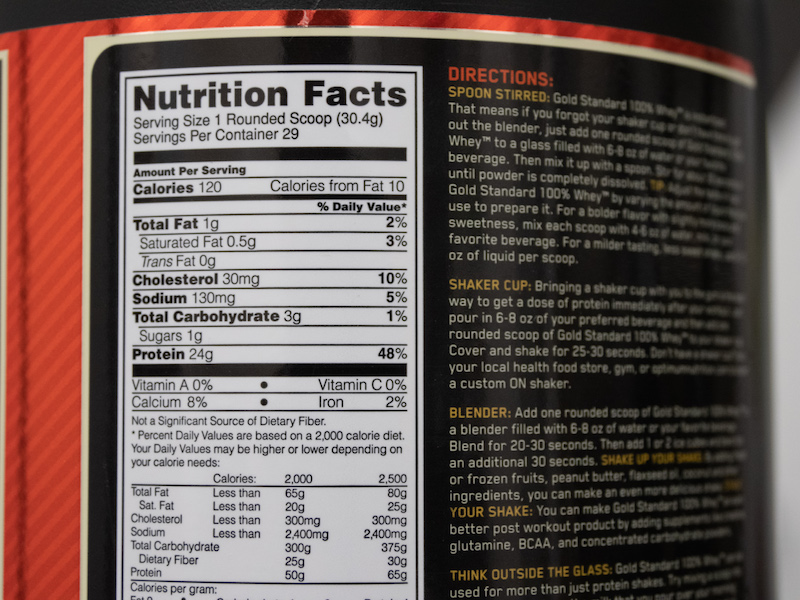 Nutrition Facts
Serving Size 1 Rounded Scoop (30.4g)
Servings Per Container 29
Amount Per Serving
Calories 120 Calories from Fat 10
% Daily Value*
Total Fat 1g 2%
Saturated Fat 0.5g 3%
Trans Fat 0g
Cholesterol 30mg 10%
Sodium 130mg 5%
Total Carbohydrate 3g 1%
Sugars 1g
Protein 24g 48%
Vitamin A 0% • Vitamin C 0%
Calcium 8% • Iron 2%
Not a Significant Source of Dietary Fiber.
* Percent Daily Values are based on a 2,000 calorie diet.
Your Daily Values may be higher or lower depending on
your calorie needs:
Calories: 2,000 2,500
Total Fat Less than 65g 80g
Sat. Fat Less than 20g 25g
Cholesterol Less than 300mg 300mg
Sodium Less than 2,400mg 2,400mg
Total Carbohydrate 300g 375g
Dietary Fiber 25g 30g
Protein 50g 65g
Calories per gram:
DIRECTIONS:
SPOON STIRRED: Gold Standard 100% Whey™ is
That means if you forgot your shaker cup or
out the blender, just add one rounded
Whey™ to a glass filled with 6-8 oz of water or
beverage. Then mix it up with a spoon.
until powder is completely dissolved. TIP:
Gold Standard 100% Whey™ by varying the
use to prepare it. For a bolder flavor
sweetness, mix each scoop with 4-6 oz of
favorite beverage. For a milder tasting, less
oz of liquid per scoop.
SHAKER CUP: Bringing a shaker cup with you
way to get a dose of protein immediately after your
pour in 6-8 oz of your preferred beverage and then
rounded scoop of Gold Standard 100% Whey™ to your
Cover and shake for 25-30 seconds. Don't have a
your local health food store, gym, or
a custom ON shaker.
BLENDER: Add one rounded scoop of Gold Standard 100% Whey™
a blender filled with 6-8 oz of water or your favorite
Blend for 20-30 seconds. Then add 1 or 2 ice cubes and
an additional 30 seconds. SHAKE UP YOUR SHAKE:
or frozen fruits, peanut butter, flaxseed oil,
ingredients, you can make an even more
YOUR SHAKE: You can make Gold Standard 100% Whey™
better post workout product by adding
glutamine, BCAA, and concentrated carbohydrate
THINK OUTSIDE THE GLASS: Gold Standard 100% Whey™
used for more than just protein shakes. Try mixing